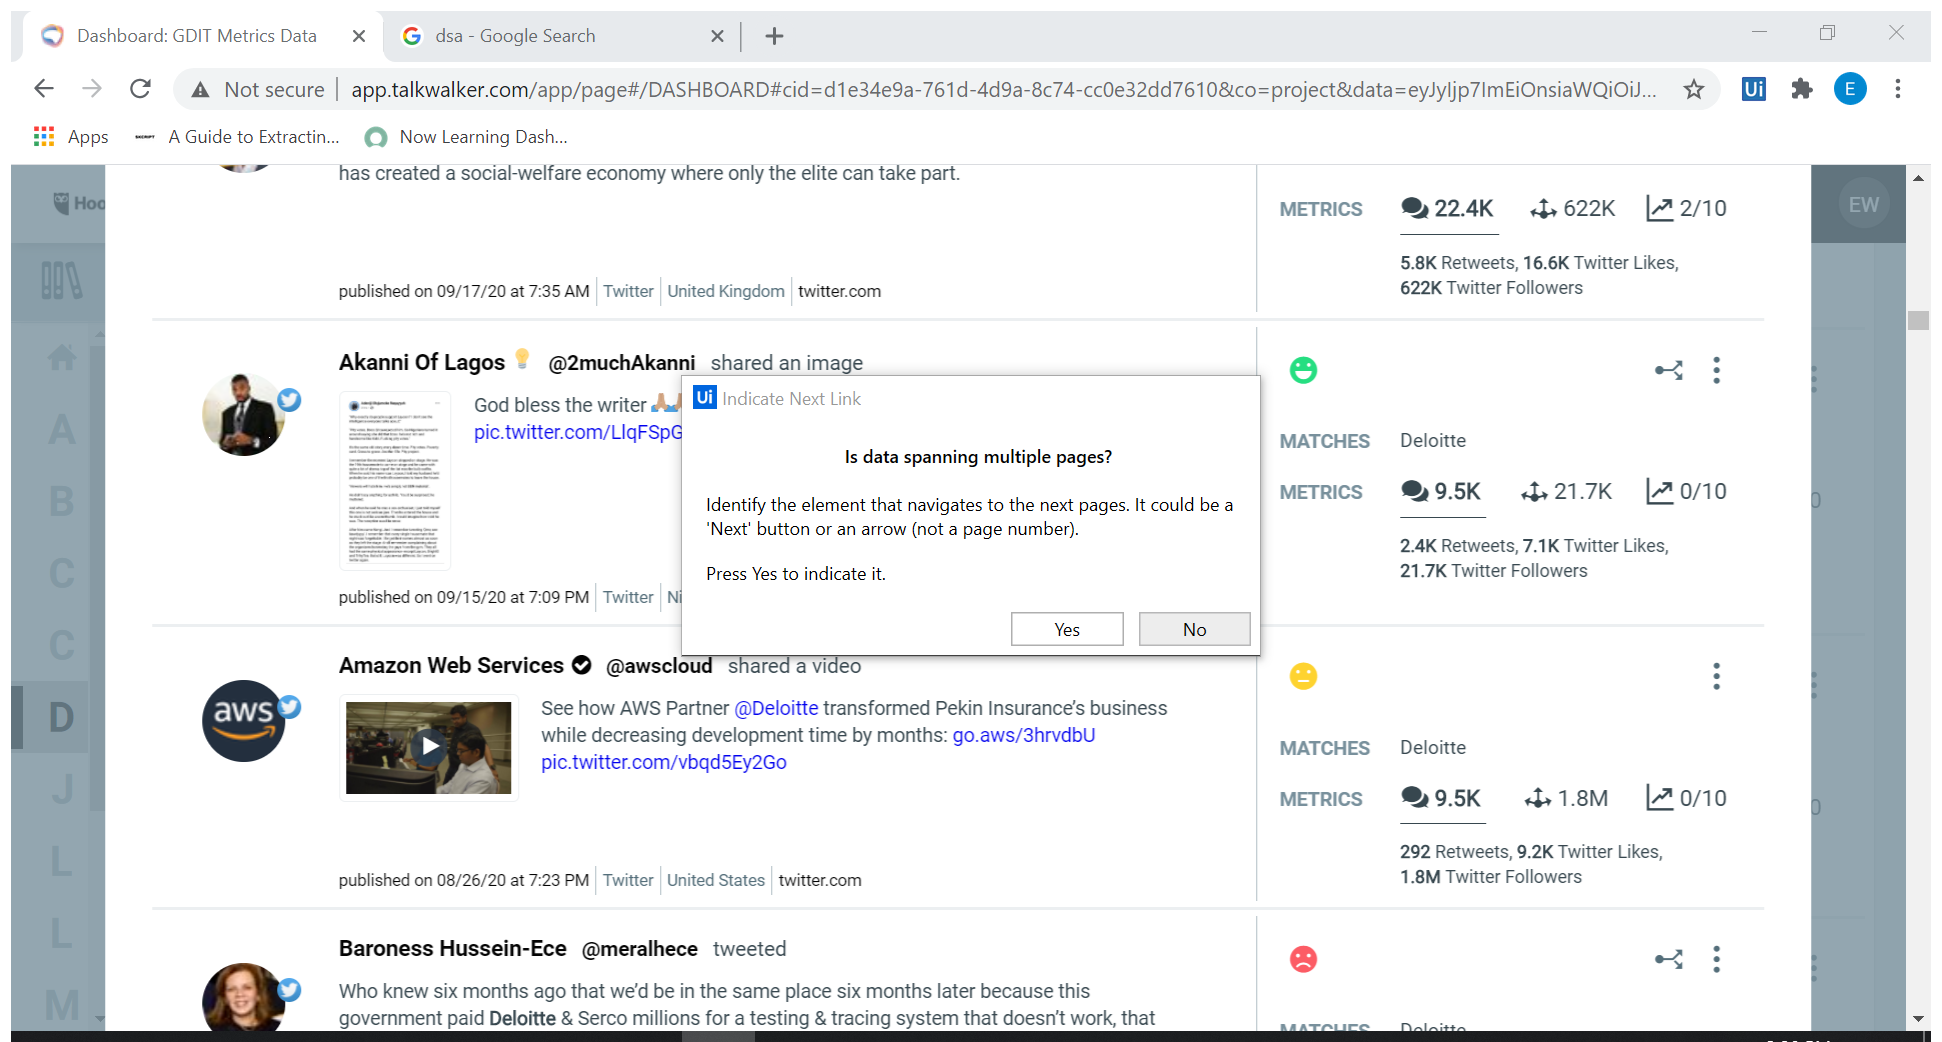 Dashboard: GDIT Metrics Data
dsa - Google Search
Not secure
app.talkwalker.com/app/page#/DASHBOARD#cid=d1e34e9a-761d-4d9a-8c74-cc0e32dd7610&co=project&data=eyJyIjp7ImEiOnsiaWQiOiJ...
Ui
E
Apps
A Guide to Extractin...
Now Learning Dash...
Hoo
EW
A
B
C
C
D
J
L
L
M
has created a social-welfare economy where only the elite can take part.
METRICS 22.4K 622K 2/10
5.8K Retweets, 16.6K Twitter Likes,
622K Twitter Followers
published on 09/17/20 at 7:35 AM Twitter United Kingdom twitter.com
Akanni Of Lagos @2muchAkanni shared an image
God bless the writer
pic.twitter.com/LlqFSpG
MATCHES Deloitte
METRICS 9.5K 21.7K 0/10
2.4K Retweets, 7.1K Twitter Likes,
21.7K Twitter Followers
published on 09/15/20 at 7:09 PM Twitter Ni
Ui Indicate Next Link
Is data spanning multiple pages?
Identify the element that navigates to the next pages. It could be a
'Next' button or an arrow (not a page number).
Press Yes to indicate it.
Yes No
Amazon Web Services @awscloud shared a video
aws
See how AWS Partner @Deloitte transformed Pekin Insurance's business
while decreasing development time by months: go.aws/3hrvdbU
pic.twitter.com/vbqd5Ey2Go
MATCHES Deloitte
METRICS 9.5K 1.8M 0/10
292 Retweets, 9.2K Twitter Likes,
1.8M Twitter Followers
published on 08/26/20 at 7:23 PM Twitter United States twitter.com
Baroness Hussein-Ece @meralhece tweeted
Who knew six months ago that we'd be in the same place six months later because this
government paid Deloitte & Serco millions for a testing & tracing system that doesn't work, that
MATCHES Deloitte